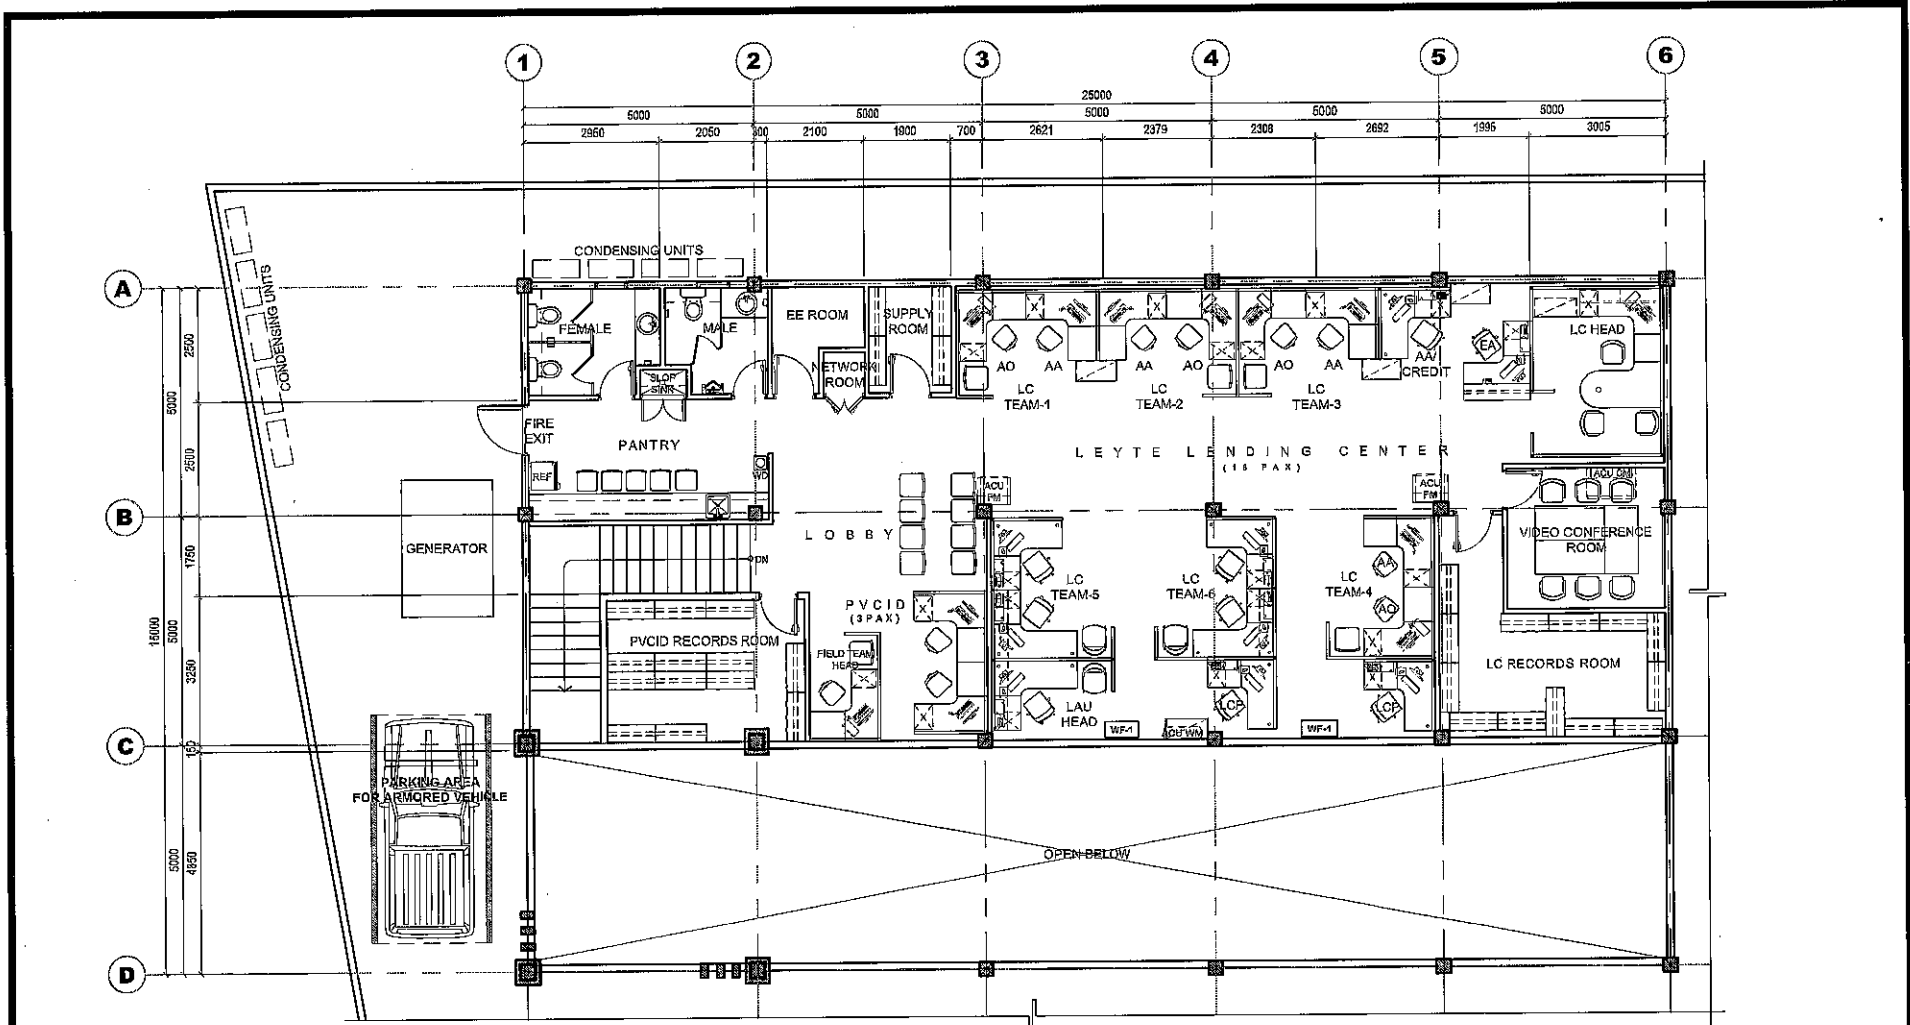 1 2 3 4 5 6
25000
5000 5000 5000 5000 5000
2950 2050 300 2100 1900 700 2621 2379 2308 2692 1995 3005
CONDENSING UNITS
CONDENSING UNITS
A
B
C
D
2500
5000
2500
1750
15000
5000
3250
150
5000
4850
FEMALE
MALE
EE ROOM
SUPPLY
ROOM
NETWORK
ROOM
SLOP
SINK
FIRE
EXIT
PANTRY
REF
WD
AO AA
LC
TEAM-1
AA AO
LC
TEAM-2
AO AA
LC
TEAM-3
AA/
CREDIT
EA
LC HEAD
LEYTE LENDING CENTER
(16 PAX)
ACU
FM
ACU
FM
ACU CM
VIDEO CONFERENCE
ROOM
LOBBY
DN
GENERATOR
PVCID
(3PAX)
PVCID RECORDS ROOM
FIELD TEAM
HEAD
LC
TEAM-5
LC
TEAM-6
LC
TEAM-4
AA
AO
LC RECORDS ROOM
LAU
HEAD
LCP
LCP
WF-1
ACU WM
WF-1
PARKING AREA
FOR ARMORED VEHICLE
OPEN BELOW